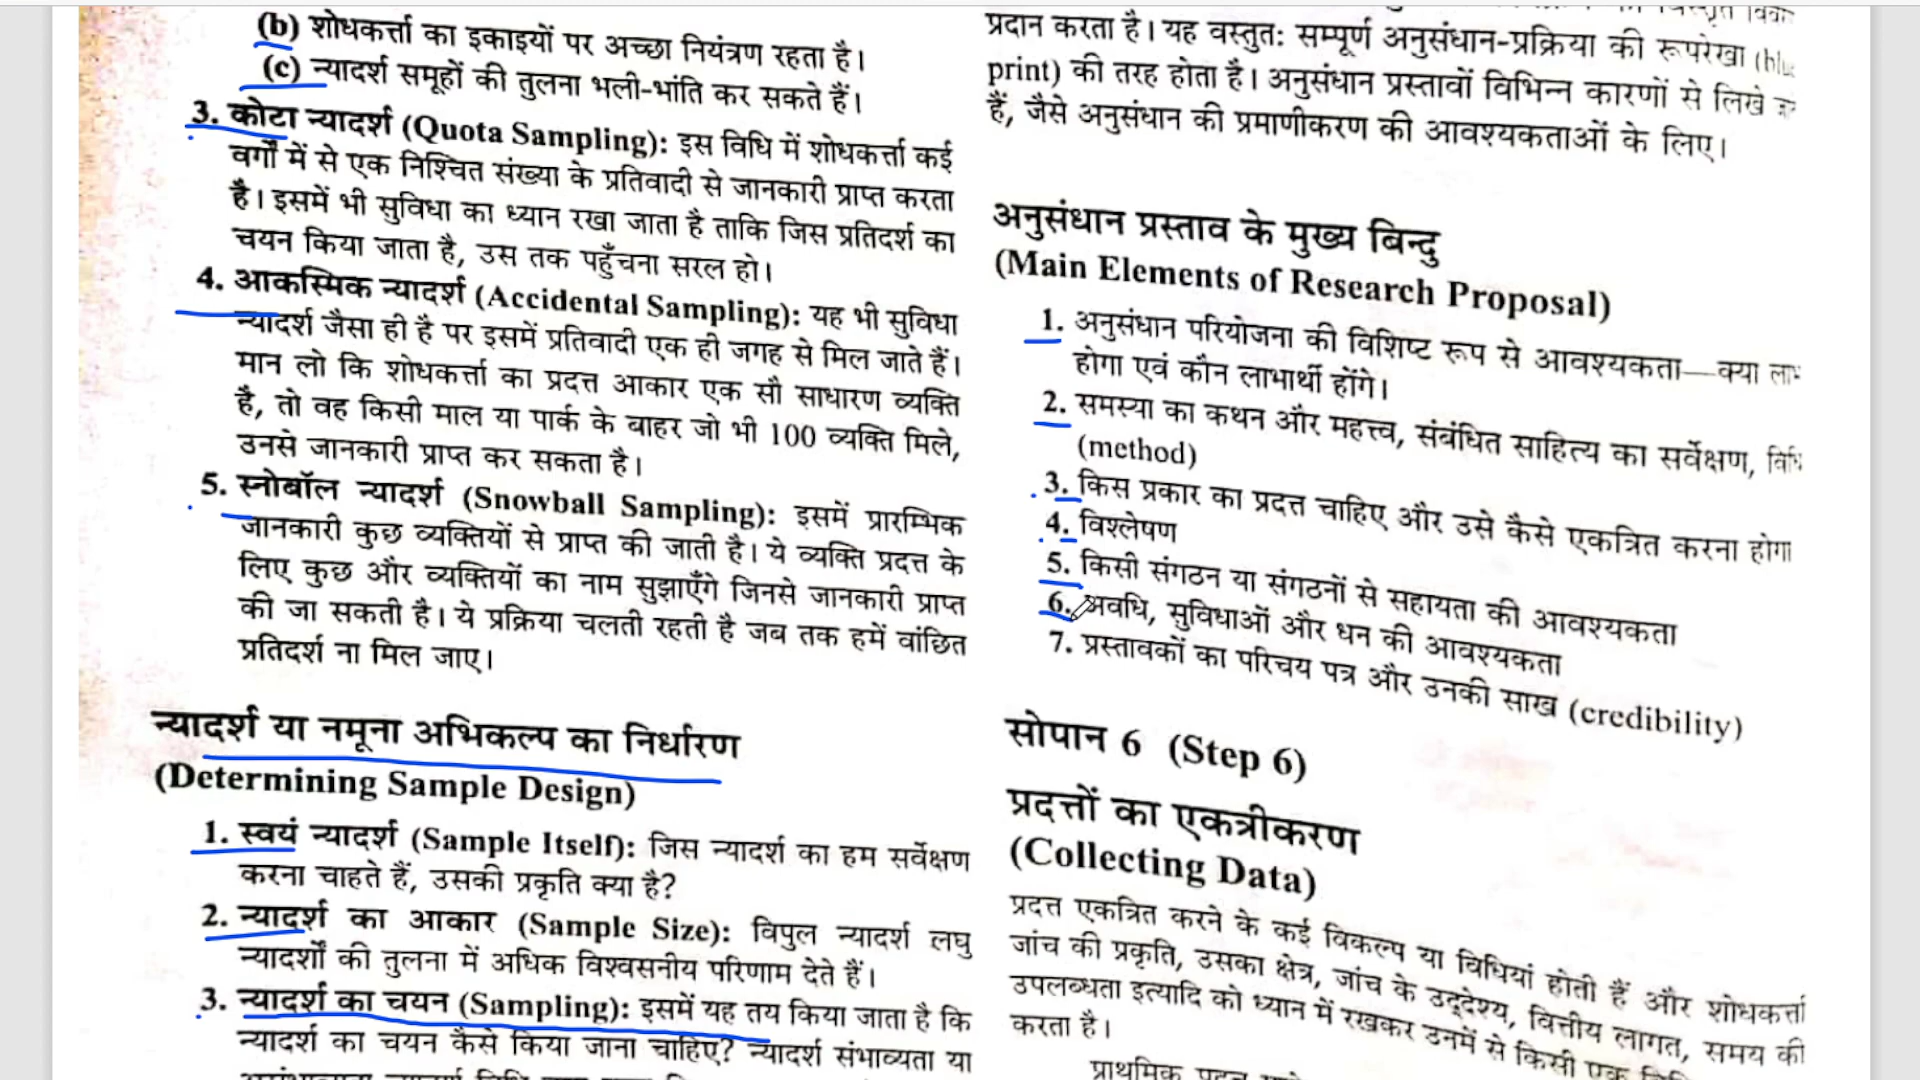 (b) शोधकर्त्ता का इकाइयों पर अच्छा नियंत्रण रहता है।
(c) न्यादर्श समूहों की तुलना भली-भांति कर सकते हैं।
3. कोटा न्यादर्श (Quota Sampling): इस विधि में शोधकर्त्ता कई
वर्गों में से एक निश्चित संख्या के प्रतिवादी से जानकारी प्राप्त करता
है। इसमें भी सुविधा का ध्यान रखा जाता है ताकि जिस प्रतिदर्श का
चयन किया जाता है, उस तक पहुँचना सरल हो।
4. आकस्मिक न्यादर्श (Accidental Sampling): यह भी सुविधा
न्यादर्श जैसा ही है पर इसमें प्रतिवादी एक ही जगह से मिल जाते हैं।
मान लो कि शोधकर्त्ता का प्रदत्त आकार एक सौ साधारण व्यक्ति
है, तो वह किसी माल या पार्क के बाहर जो भी 100 व्यक्ति मिले,
उनसे जानकारी प्राप्त कर सकता है।
5. स्नोबॉल न्यादर्श (Snowball Sampling): इसमें प्रारम्भिक
जानकारी कुछ व्यक्तियों से प्राप्त की जाती है। ये व्यक्ति प्रदत्त के
लिए कुछ और व्यक्तियों का नाम सुझाएँगे जिनसे जानकारी प्राप्त
की जा सकती है। ये प्रक्रिया चलती रहती है जब तक हमें वांछित
प्रतिदर्श ना मिल जाए।
न्यादर्श या नमूना अभिकल्प का निर्धारण
(Determining Sample Design)
1. स्वयं न्यादर्श (Sample Itself): जिस न्यादर्श का हम सर्वेक्षण
करना चाहते हैं, उसकी प्रकृति क्या है?
2. न्यादर्श का आकार (Sample Size): विपुल न्यादर्श लघु
न्यादर्शों की तुलना में अधिक विश्वसनीय परिणाम देते हैं।
3. न्यादर्श का चयन (Sampling): इसमें यह तय किया जाता है कि
न्यादर्श का चयन कैसे किया जाना चाहिए? न्यादर्श संभाव्यता या
प्रदान करता है। यह वस्तुतः सम्पूर्ण अनुसंधान-प्रक्रिया की रूपरेखा
print) की तरह होता है। अनुसंधान प्रस्तावों विभिन्न कारणों से लिखे
हैं, जैसे अनुसंधान की प्रमाणीकरण की आवश्यकताओं के लिए।
अनुसंधान प्रस्ताव के मुख्य बिन्दु
(Main Elements of Research Proposal)
1. अनुसंधान परियोजना की विशिष्ट रूप से आवश्यकता—क्या
होगा एवं कौन लाभार्थी होंगे।
2. समस्या का कथन और महत्त्व, संबंधित साहित्य का सर्वेक्षण,
(method)
3. किस प्रकार का प्रदत्त चाहिए और उसे कैसे एकत्रित करना होगा
4. विश्लेषण
5. किसी संगठन या संगठनों से सहायता की आवश्यकता
6. अवधि, सुविधाओं और धन की आवश्यकता
7. प्रस्तावकों का परिचय पत्र और उनकी साख (credibility)
सोपान 6 (Step 6)
प्रदत्तों का एकत्रीकरण
(Collecting Data)
प्रदत्त एकत्रित करने के कई विकल्प या विधियां होती हैं और शोधकर्त्ता
जांच की प्रकृति, उसका क्षेत्र, जांच के उद्देश्य, वित्तीय लागत, समय की
उपलब्धता इत्यादि को ध्यान में रखकर उनमें से किसी एक
करता है।